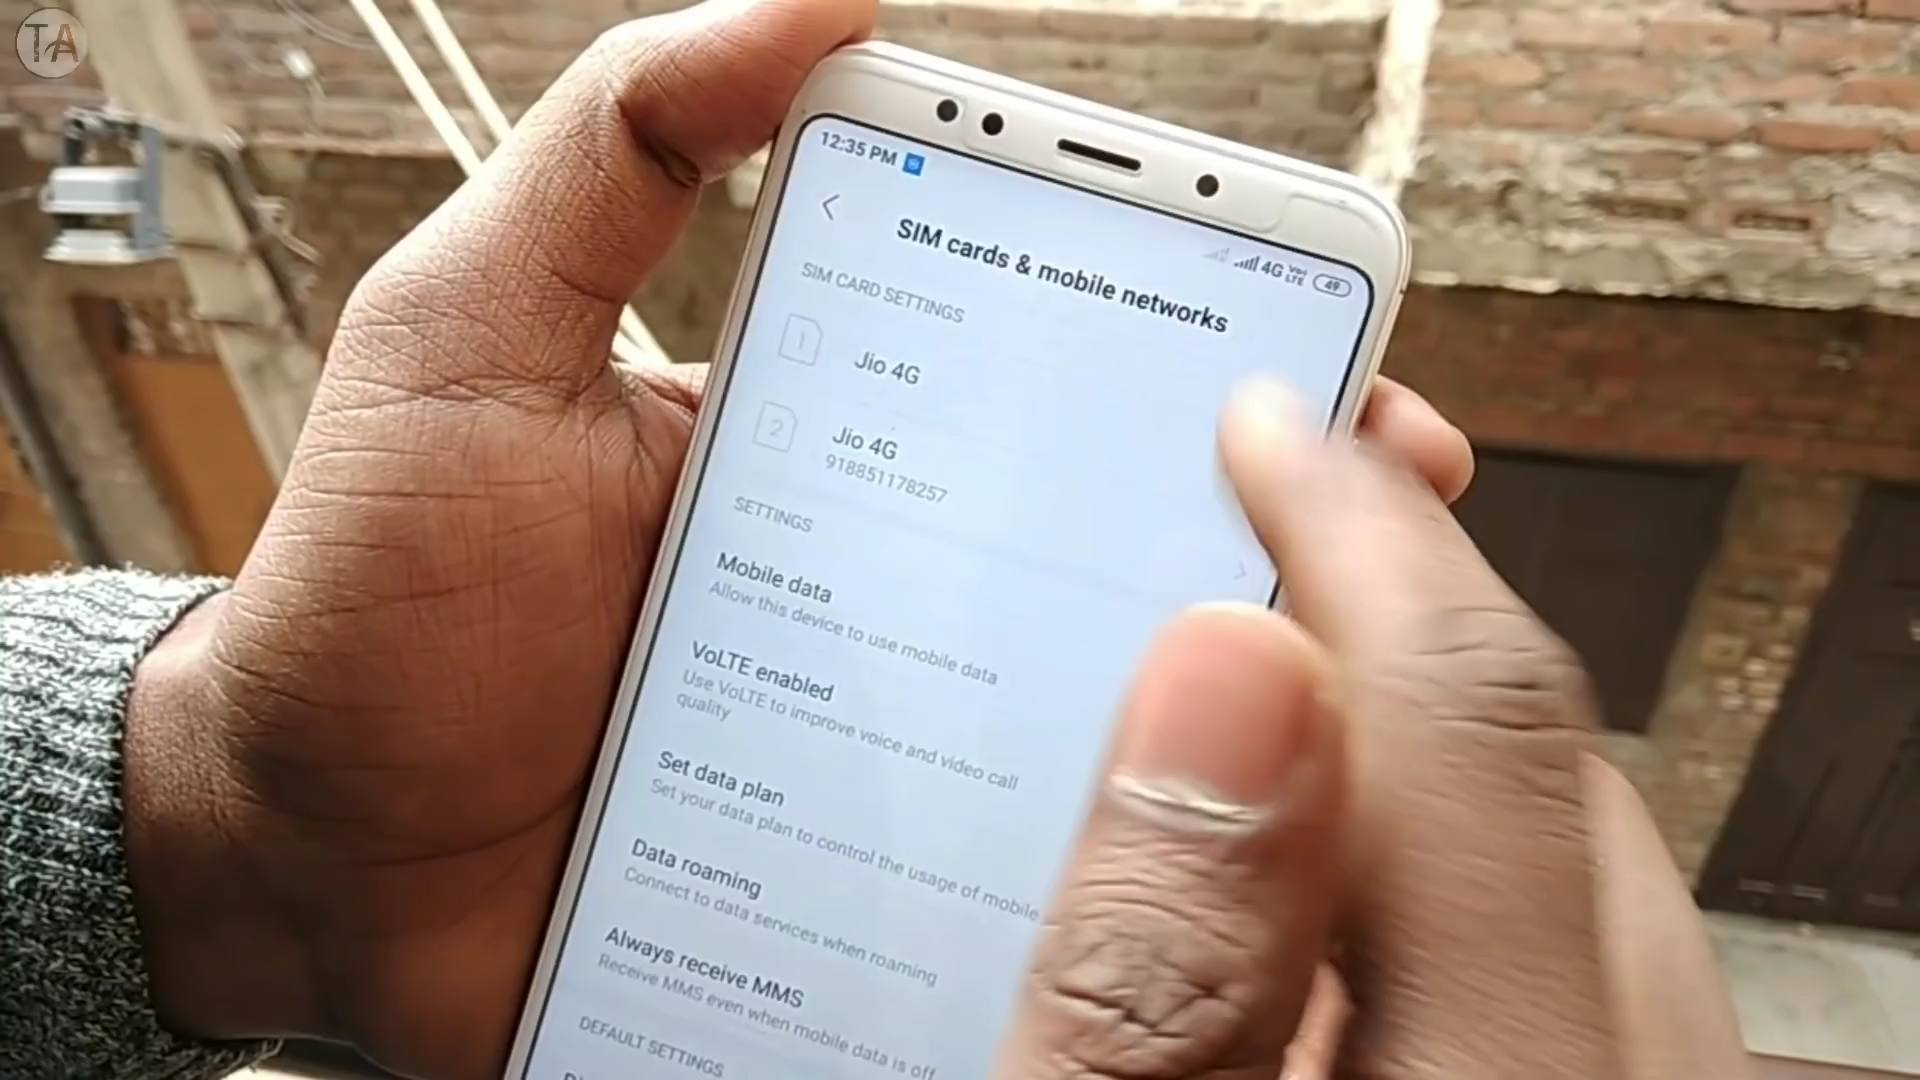 TA
12:35 PM
4G Vo LTE 49
SIM cards & mobile networks
SIM CARD SETTINGS
1 Jio 4G
2 Jio 4G
918851178257
SETTINGS
Mobile data
Allow this device to use mobile data
VoLTE enabled
Use VoLTE to improve voice and video call
quality
Set data plan
Set your data plan to control the usage of mobile
Data roaming
Connect to data services when roaming
Always receive MMS
Receive MMS even when mobile data is off
DEFAULT SETTINGS